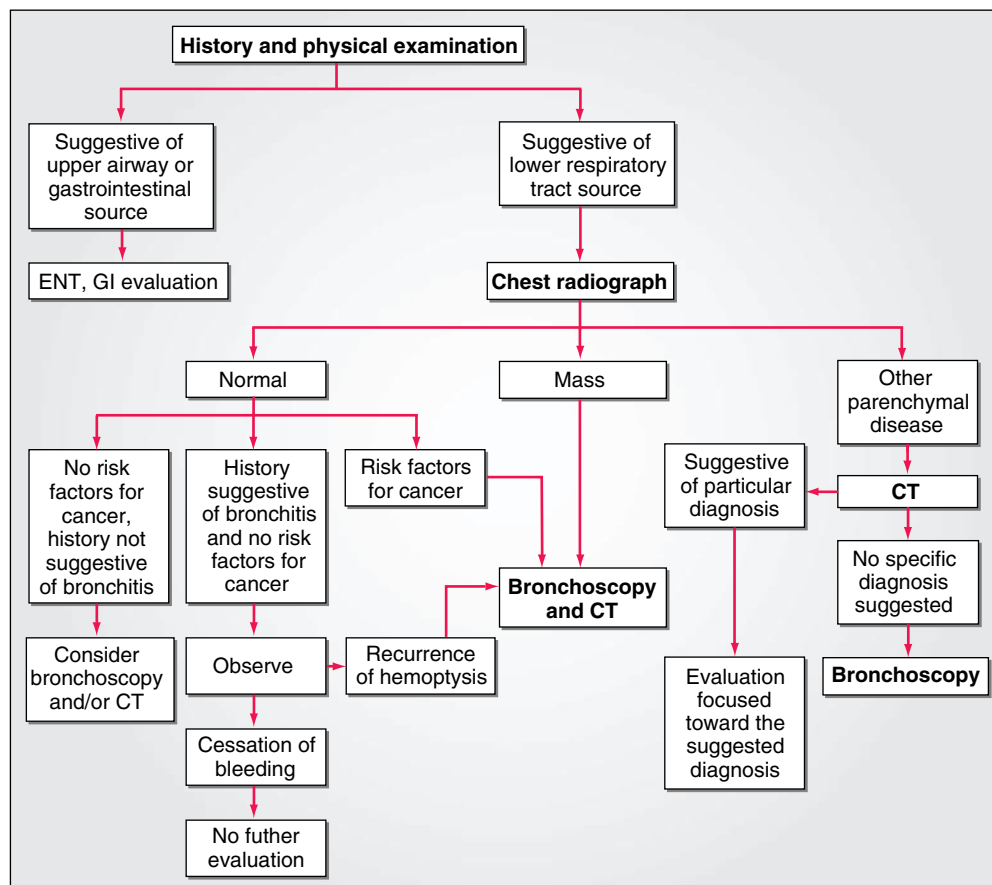 History and physical examination
Suggestive of
upper airway or
gastrointestinal
source
Suggestive of
lower respiratory
tract source
ENT, GI evaluation
Chest radiograph
Normal
Mass
Other
parenchymal
disease
No risk
factors for
cancer,
history not
suggestive
of bronchitis
History
suggestive
of bronchitis
and no risk
factors for
cancer
Risk factors
for cancer
Suggestive
of particular
diagnosis
CT
Bronchoscopy
and CT
No specific
diagnosis
suggested
Consider
bronchoscopy
and/or CT
Observe
Recurrence
of hemoptysis
Evaluation
focused
toward the
suggested
diagnosis
Bronchoscopy
Cessation of
bleeding
No futher
evaluation